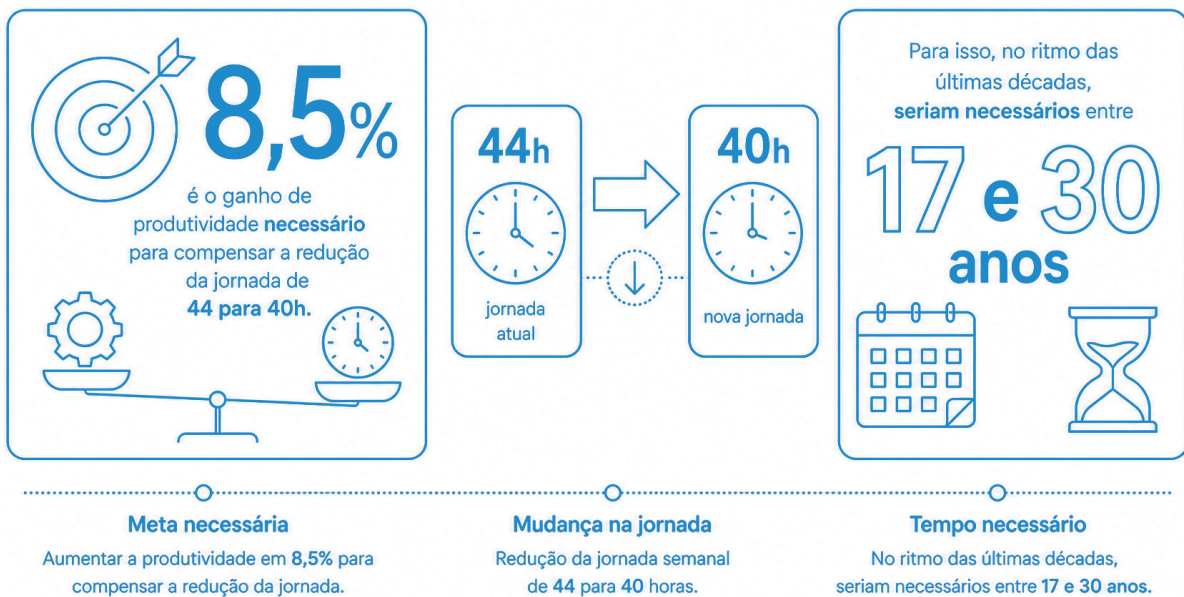 8,5%
é o ganho de
produtividade necessário
para compensar a redução
da jornada de
44 para 40h.
44h
jornada
atual
40h
nova jornada
Para isso, no ritmo das
últimas décadas,
seriam necessários entre
17 e 30
anos
Meta necessária
Aumentar a produtividade em 8,5% para
compensar a redução da jornada.
Mudança na jornada
Redução da jornada semanal
de 44 para 40 horas.
Tempo necessário
No ritmo das últimas décadas,
seriam necessários entre 17 e 30 anos.